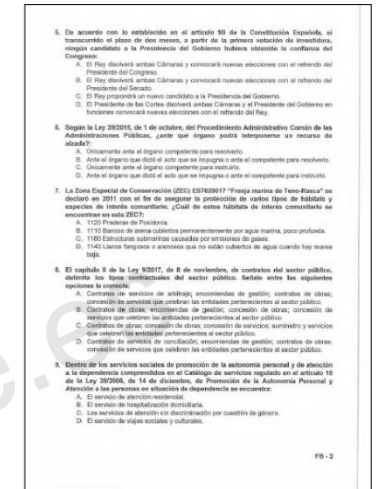 5. De acuerdo con lo establecido en el artículo 99 de la Constitución Española, si
transcurrido el plazo de dos meses, a partir de la primera votación de investidura,
ningún candidato a la Presidencia del Gobierno hubiera obtenido la confianza del
Congreso:
A. El Rey disolverá ambas Cámaras y convocará nuevas elecciones con el refrendo del
Presidente del Congreso.
B. El Rey disolverá ambas Cámaras y convocará nuevas elecciones con el refrendo del
Presidente del Senado.
C. El Rey propondrá un nuevo candidato a la Presidencia del Gobierno.
D. El Presidente de las Cortes disolverá ambas Cámaras y el Presidente del Gobierno en
funciones convocará nuevas elecciones con el refrendo del Rey.
6. Según la Ley 39/2015, de 1 de octubre, del Procedimiento Administrativo Común de las
Administraciones Públicas, ¿ante qué órgano podrá interponerse un recurso de
alzada?:
A. Únicamente ante el órgano competente para resolverlo.
B. Ante el órgano que dictó el acto que se impugna o ante el competente para resolverlo.
C. Únicamente ante el órgano competente para instruirlo.
D. Ante el órgano que dictó el acto que se impugna o ante el competente para instruirlo.
7. La Zona Especial de Conservación (ZEC) ES7020017 "Franja marina de Teno-Rasca" se
declaró en 2011 con el fin de asegurar la protección de varios tipos de hábitats y
especies de interés comunitario. ¿Cuál de estos hábitats de interés comunitario se
encuentran en esta ZEC?:
A. 1120 Praderas de Posidonia.
B. 1110 Bancos de arena cubiertos permanentemente por agua marina, poco profunda.
C. 1180 Estructuras submarinas causadas por emisiones de gases.
D. 1140 Llanos fangosos o arenosos que no están cubiertos de agua cuando hay marea
baja.
8. El capítulo II de la Ley 9/2017, de 8 de noviembre, de contratos del sector público,
delimita los tipos contractuales del sector público. Señale entre las siguientes
opciones la correcta:
A. Contratos de servicios de arbitraje; encomiendas de gestión; contratos de obras;
concesión de servicios que celebran las entidades pertenecientes al sector público.
B. Contratos de obras; encomiendas de gestión; concesión de obras; concesión de
servicios que celebran las entidades pertenecientes al sector público.
C. Contratos de obras; concesión de obras; concesión de servicios; suministro y servicios
que celebren las entidades pertenecientes al sector público.
D. Contratos de servicios de conciliación; encomiendas de gestión; contratos de obras;
concesión de servicios que celebran las entidades pertenecientes al sector público.
9. Dentro de los servicios sociales de promoción de la autonomía personal y de atención
a la dependencia comprendidos en el Catálogo de servicios regulado en el artículo 15
de la Ley 39/2006, de 14 de diciembre, de Promoción de la Autonomía Personal y
Atención a las personas en situación de dependencia se encuentra:
A. El servicio de atención residencial.
B. El servicio de hospitalización domiciliaria.
C. Los servicios de atención sin discriminación por cuestión de género.
D. El servicio de viajes sociales y culturales.
FB - 2